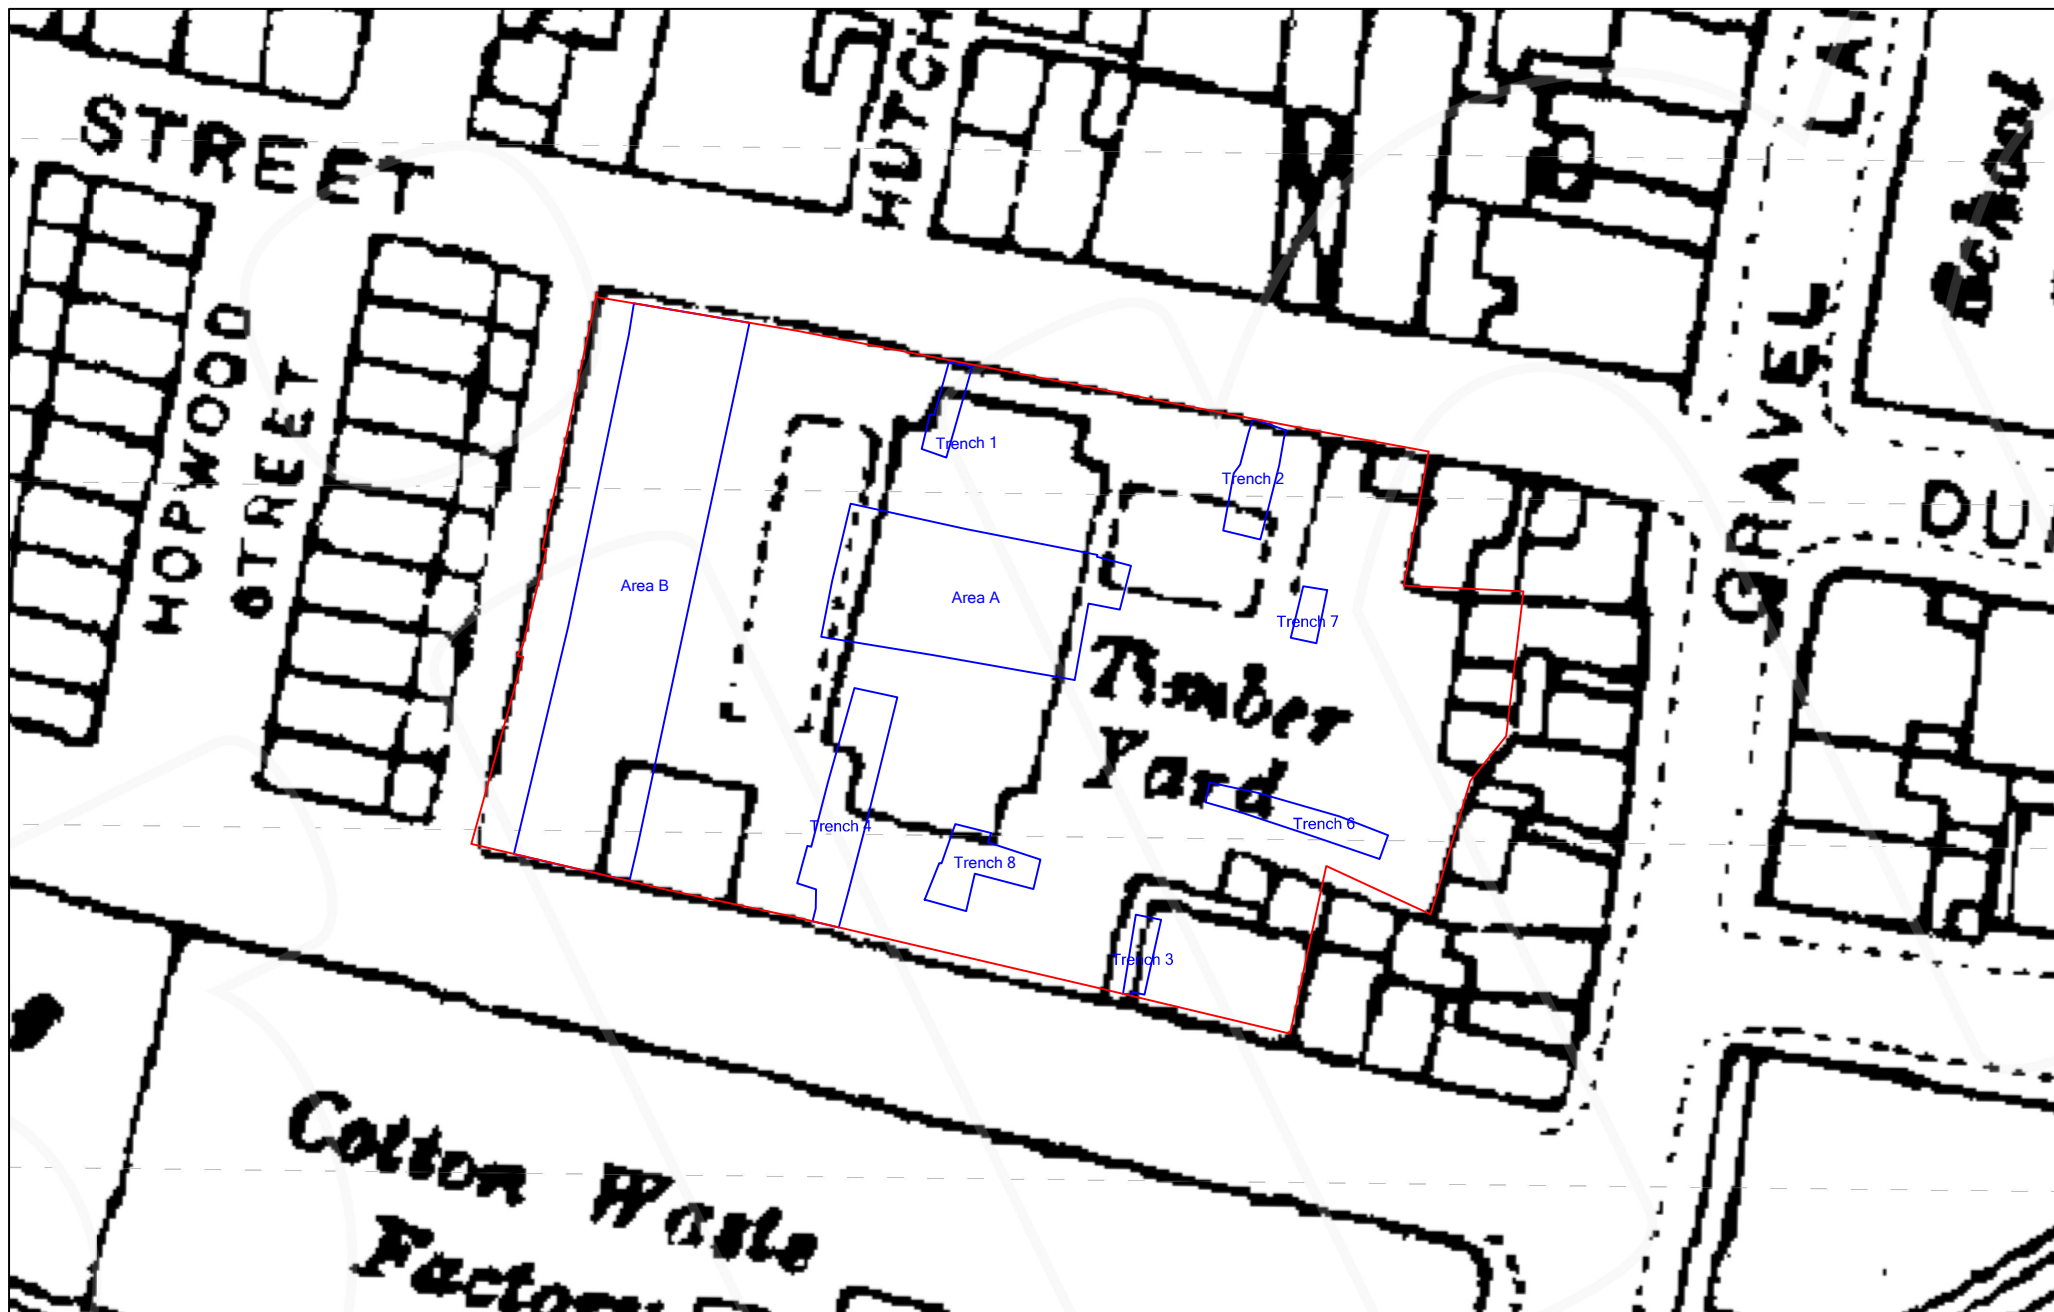 STREET
HUTCH
LA
School
HOPWOOD
STREET
GRAVEL
DU
Trench 1
Trench 2
Area B
Area A
Trench 7
Timber
Yard
Trench 4
Trench 6
Trench 8
Trench 3
Cotton Waste
Factory